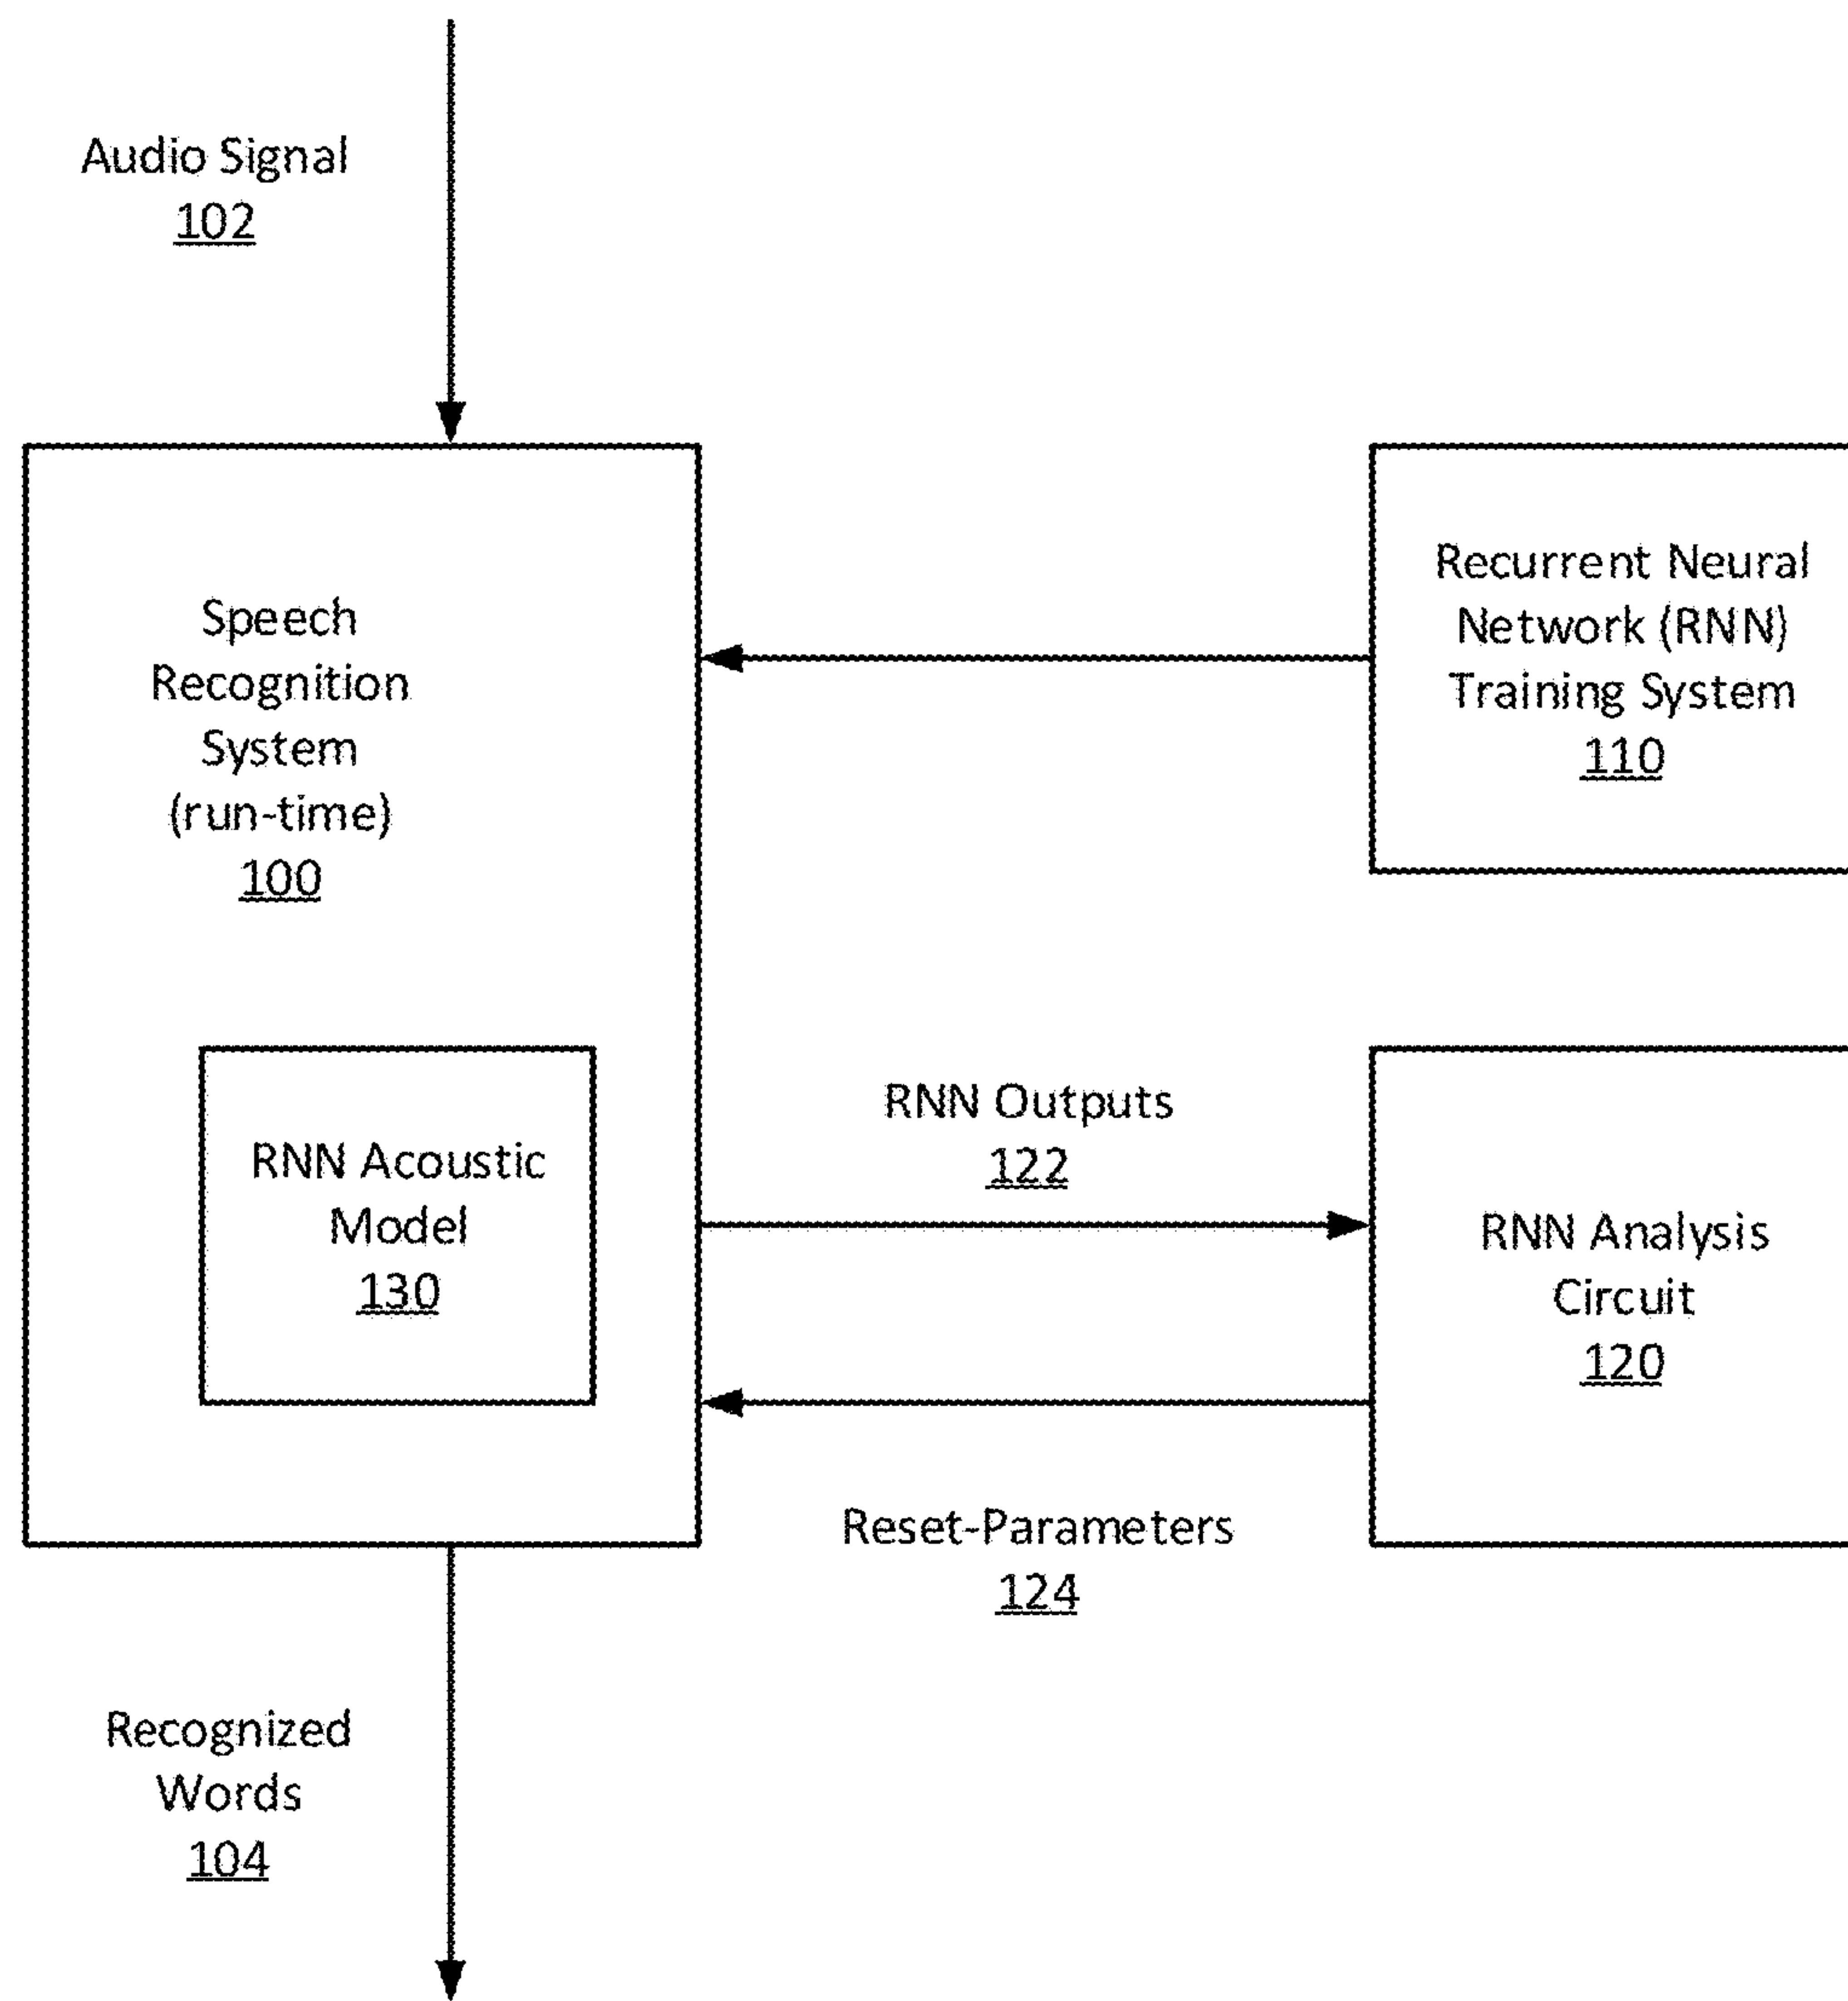 Audio Signal
102
Speech
Recognition
System
(run-time)
100
Recurrent Neural
Network (RNN)
Training System
110
RNN Acoustic
Model
130
RNN Outputs
122
RNN Analysis
Circuit
120
Reset-Parameters
124
Recognized
Words
104